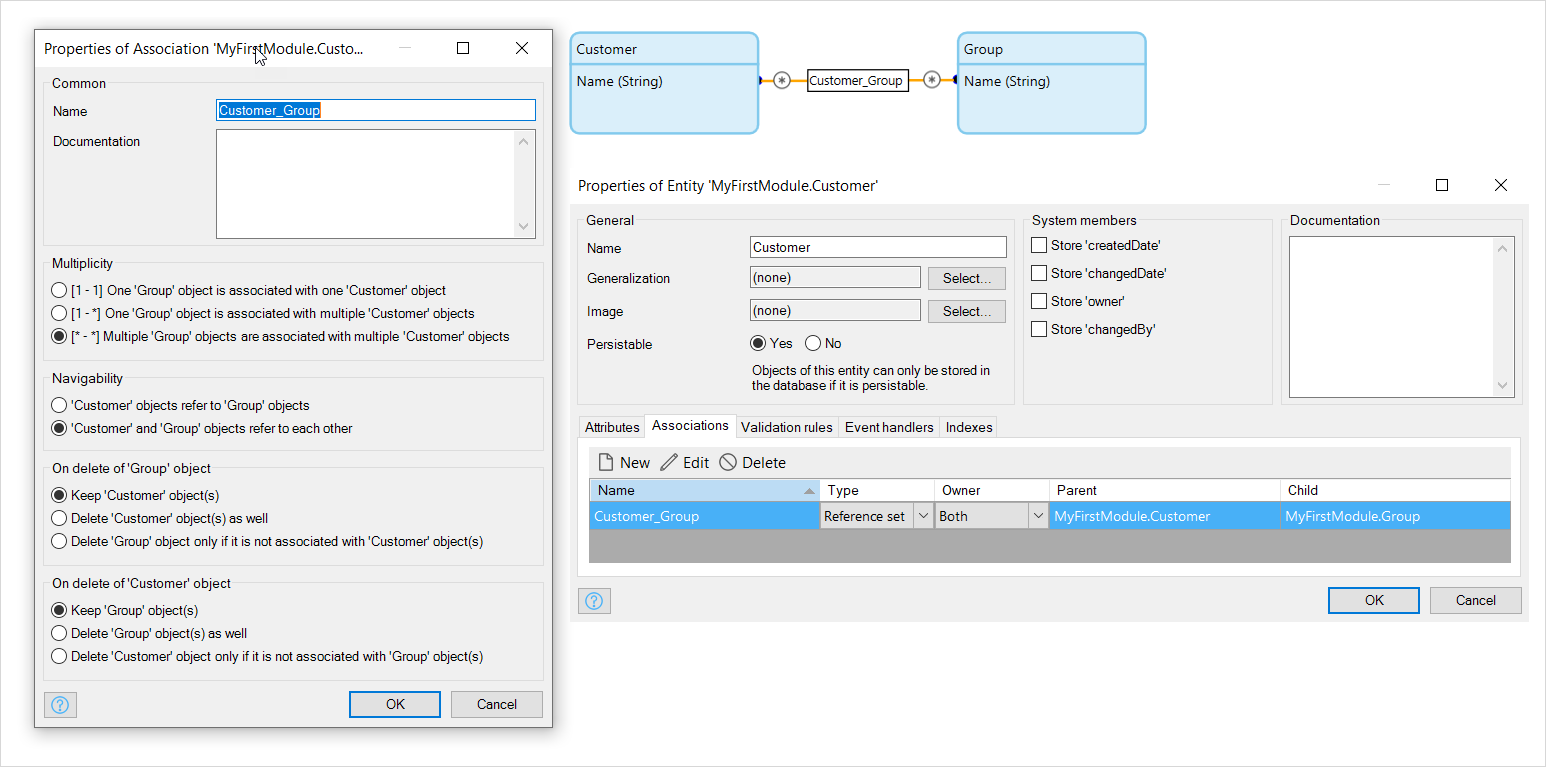 Properties of Association 'MyFirstModule.Custo...
Common
Name
Customer_Group
Documentation
Multiplicity
[1 - 1] One 'Group' object is associated with one 'Customer' object
[1 - *] One 'Group' object is associated with multiple 'Customer' objects
[* - *] Multiple 'Group' objects are associated with multiple 'Customer' objects
Navigability
'Customer' objects refer to 'Group' objects
'Customer' and 'Group' objects refer to each other
On delete of 'Group' object
Keep 'Customer' object(s)
Delete 'Customer' object(s) as well
Delete 'Group' object only if it is not associated with 'Customer' object(s)
On delete of 'Customer' object
Keep 'Group' object(s)
Delete 'Group' object(s) as well
Delete 'Customer' object only if it is not associated with 'Group' object(s)
?
OK
Cancel
Customer
Name (String)
*
Customer_Group
*
Group
Name (String)
Properties of Entity 'MyFirstModule.Customer'
General
Name
Customer
Generalization
(none)
Select...
Image
(none)
Select...
Persistable
Yes
No
Objects of this entity can only be stored in
the database if it is persistable.
System members
Store 'createdDate'
Store 'changedDate'
Store 'owner'
Store 'changedBy'
Documentation
Attributes
Associations
Validation rules
Event handlers
Indexes
New
Edit
Delete
Name
Type
Owner
Parent
Child
Customer_Group
Reference set
Both
MyFirstModule.Customer
MyFirstModule.Group
?
OK
Cancel